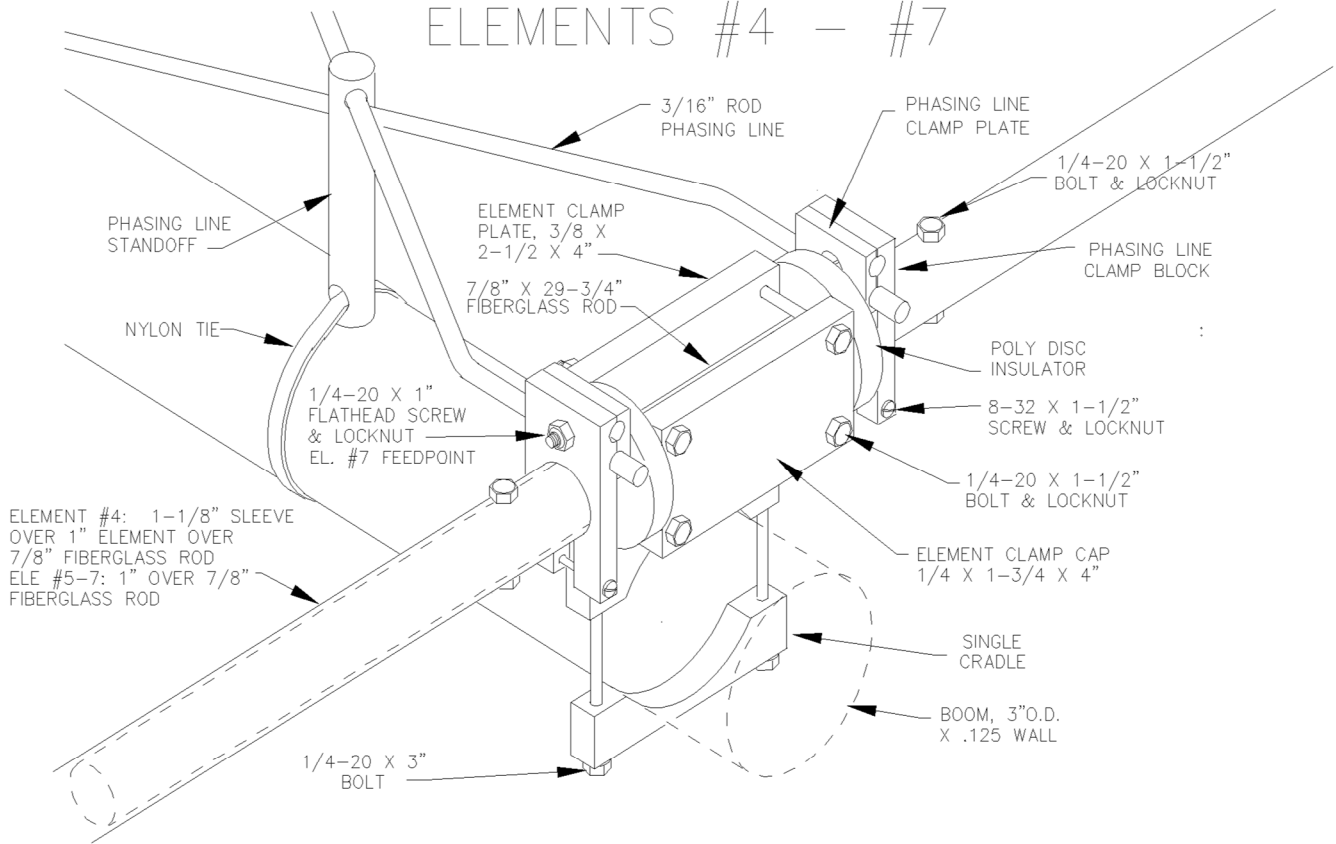 ELEMENTS #4 - #7
3/16" ROD
PHASING LINE
PHASING LINE
CLAMP PLATE
1/4-20 X 1-1/2"
BOLT & LOCKNUT
PHASING LINE
STANDOFF
ELEMENT CLAMP
PLATE, 3/8 X
2-1/2 X 4"
PHASING LINE
CLAMP BLOCK
7/8" X 29-3/4"
FIBERGLASS ROD
NYLON TIE
:
POLY DISC
INSULATOR
1/4-20 X 1"
FLATHEAD SCREW
& LOCKNUT
EL. #7 FEEDPOINT
8-32 X 1-1/2"
SCREW & LOCKNUT
1/4-20 X 1-1/2"
BOLT & LOCKNUT
ELEMENT #4: 1-1/8" SLEEVE
OVER 1" ELEMENT OVER
7/8" FIBERGLASS ROD
ELE #5-7: 1" OVER 7/8"
FIBERGLASS ROD
ELEMENT CLAMP CAP
1/4 X 1-3/4 X 4"
SINGLE
CRADLE
BOOM, 3"O.D.
X .125 WALL
1/4-20 X 3"
BOLT